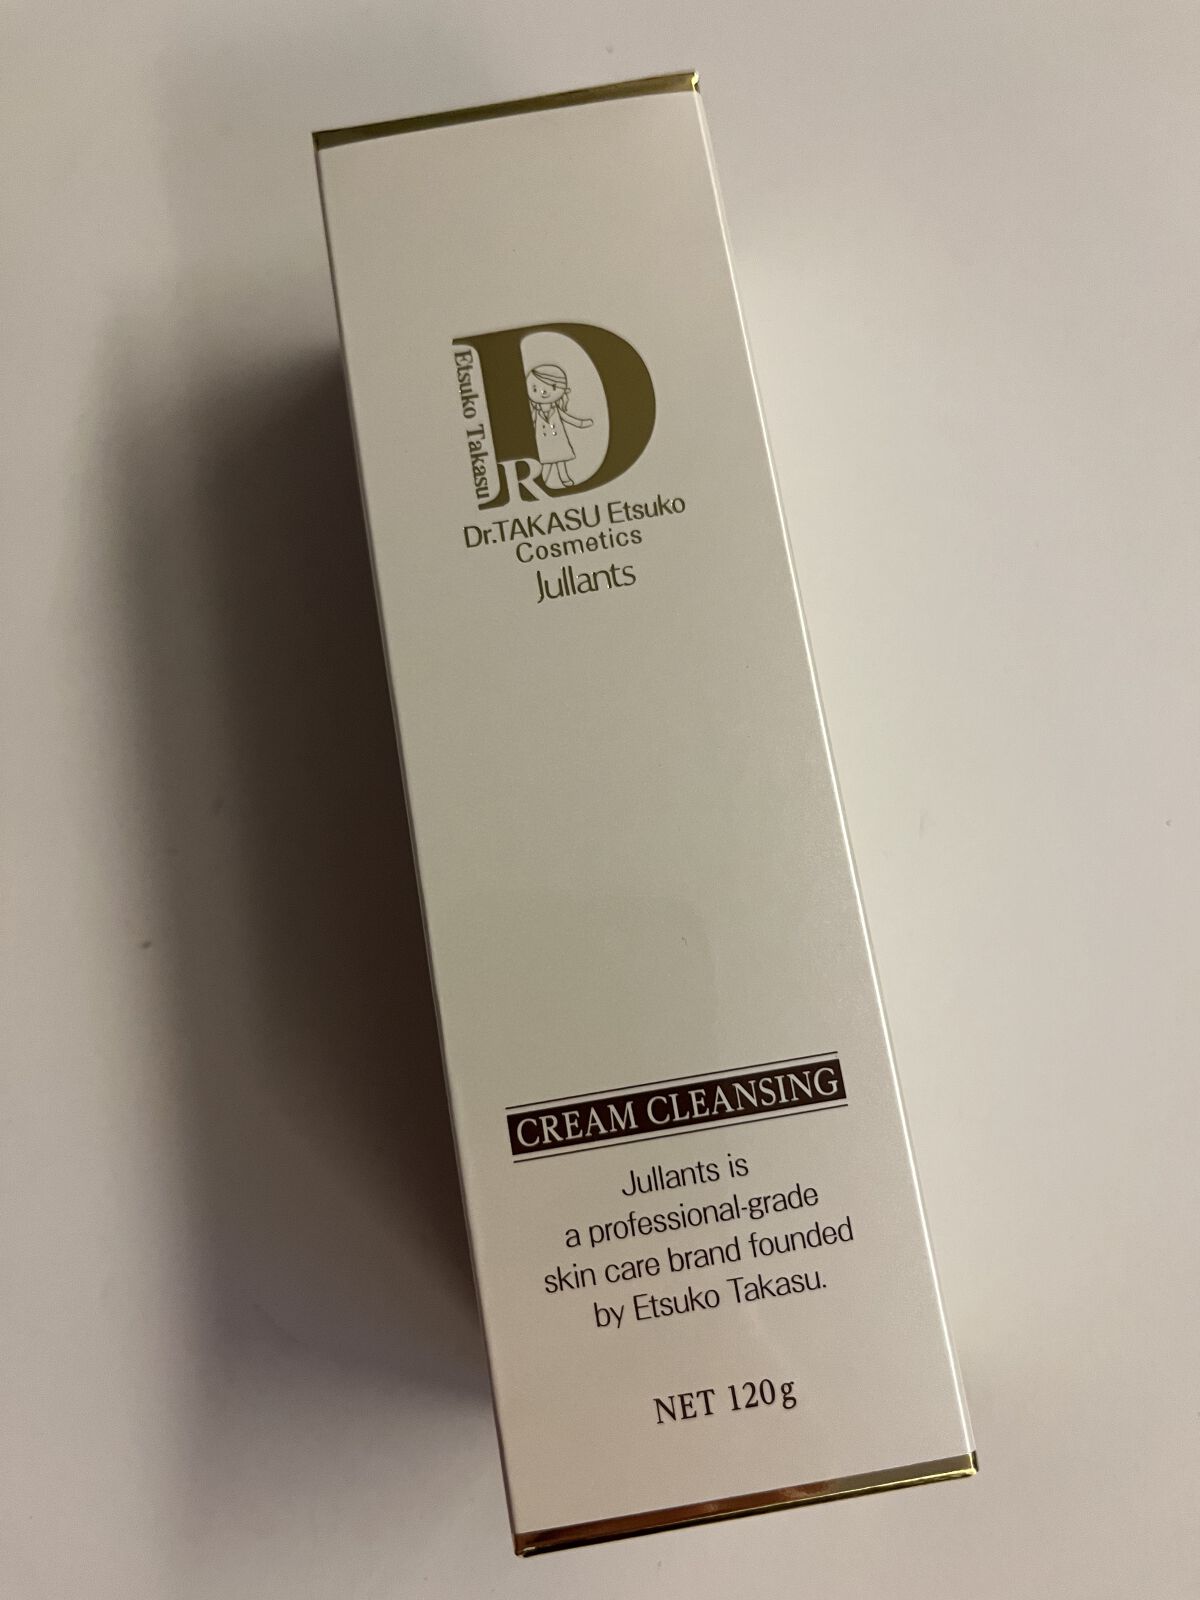 Etsuko Takasu
DR
Dr.TAKASU Etsuko
Cosmetics
Jullants
CREAM CLEANSING
Jullants is
a professional-grade
skin care brand founded
by Etsuko Takasu.
NET 120g